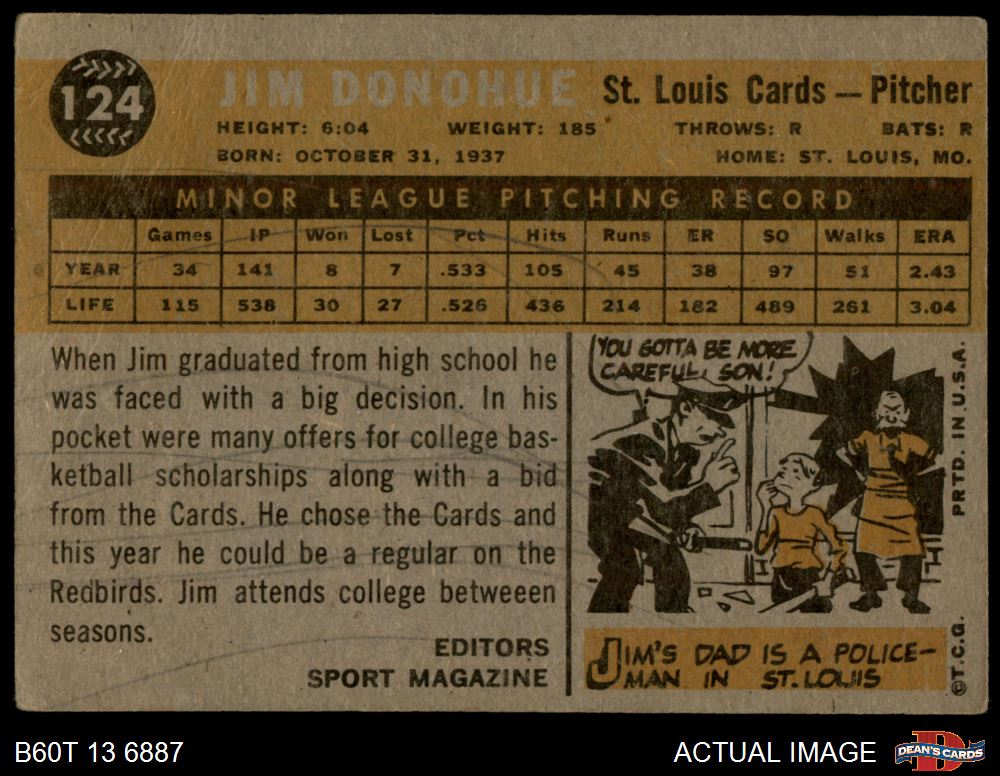 124
JIM DONOHUE
St. Louis Cards — Pitcher
HEIGHT: 6:04 WEIGHT: 185 THROWS: R BATS: R
BORN: OCTOBER 31, 1937 HOME: ST. LOUIS, MO.
MINOR LEAGUE PITCHING RECORD
Games IP Won Lost Pct Hits Runs ER SO Walks ERA
YEAR 34 141 8 7 .533 105 45 38 97 51 2.43
LIFE 115 538 30 27 .526 436 214 182 489 261 3.04
When Jim graduated from high school he
was faced with a big decision. In his
pocket were many offers for college bas-
ketball scholarships along with a bid
from the Cards. He chose the Cards and
this year he could be a regular on the
Redbirds. Jim attends college betweeen
seasons.
EDITORS
SPORT MAGAZINE
YOU GOTTA BE MORE
CAREFUL, SON!
JIM'S DAD IS A POLICE-
MAN IN ST. LOUIS
PRTD. IN U.S.A.
©T.C.G.
B60T 13 6887
ACTUAL IMAGE
DEAN'S CARDS